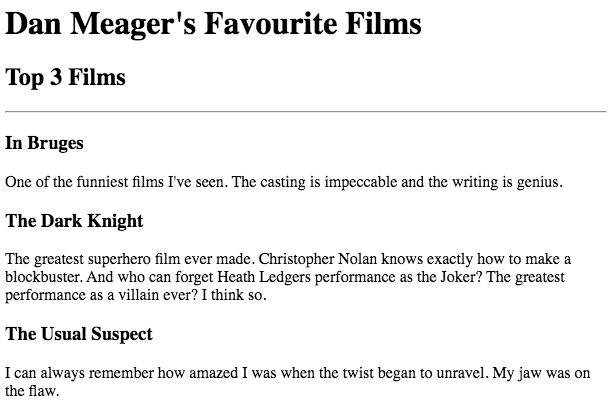 Dan Meager's Favourite Films
Top 3 Films
In Bruges
One of the funniest films I've seen. The casting is impeccable and the writing is genius.
The Dark Knight
The greatest superhero film ever made. Christopher Nolan knows exactly how to make a
blockbuster. And who can forget Heath Ledgers performance as the Joker? The greatest
performance as a villain ever? I think so.
The Usual Suspect
I can always remember how amazed I was when the twist began to unravel. My jaw was on
the flaw.